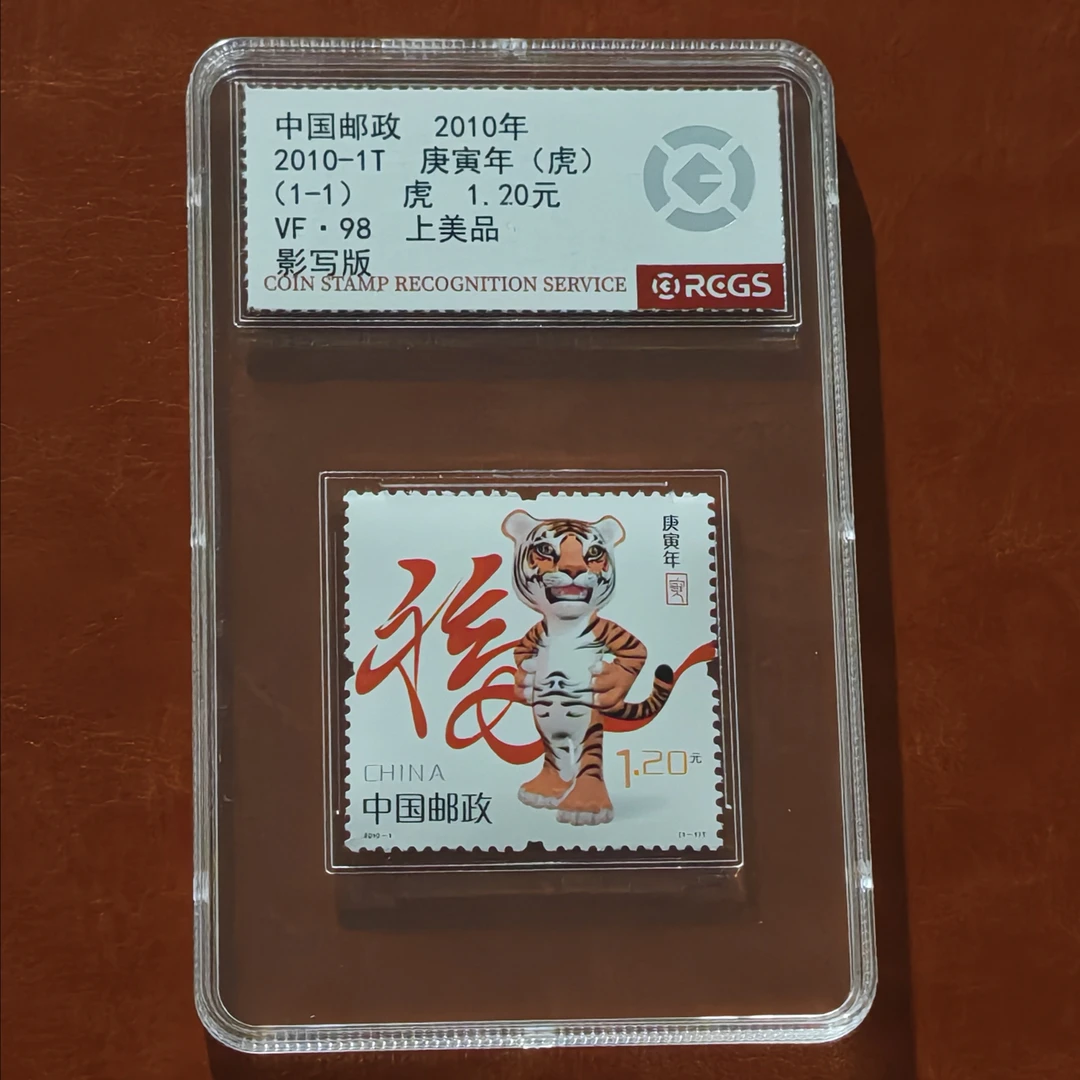 中国邮政 2010年
2010-1T 庚寅年（虎）
(1-1) 虎 1.20元
VF·98 上美品
影写版
COIN STAMP RECOGNITION SERVICE
RCGS
庚寅年
福
1.20元
CHINA
中国邮政
2010-1
(1-1)T